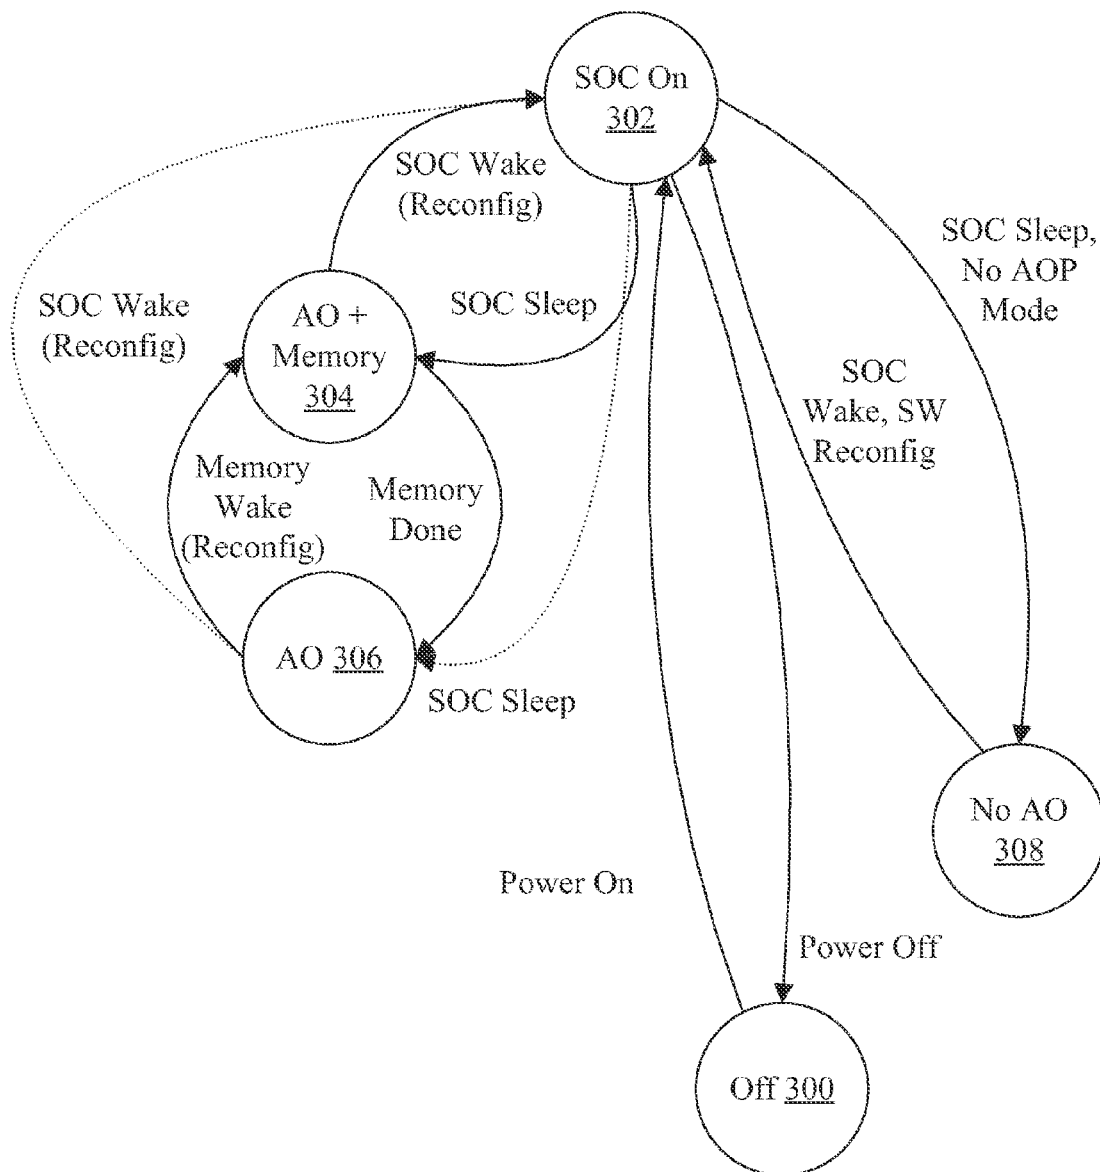 SOC On
302
SOC Wake
(Reconfig)
SOC Sleep,
No AOP
Mode
SOC Wake
(Reconfig)
AO +
Memory
304
SOC Sleep
SOC
Wake, SW
Reconfig
Memory
Wake
(Reconfig)
Memory
Done
AO 306
SOC Sleep
No AO
308
Power On
Power Off
Off 300